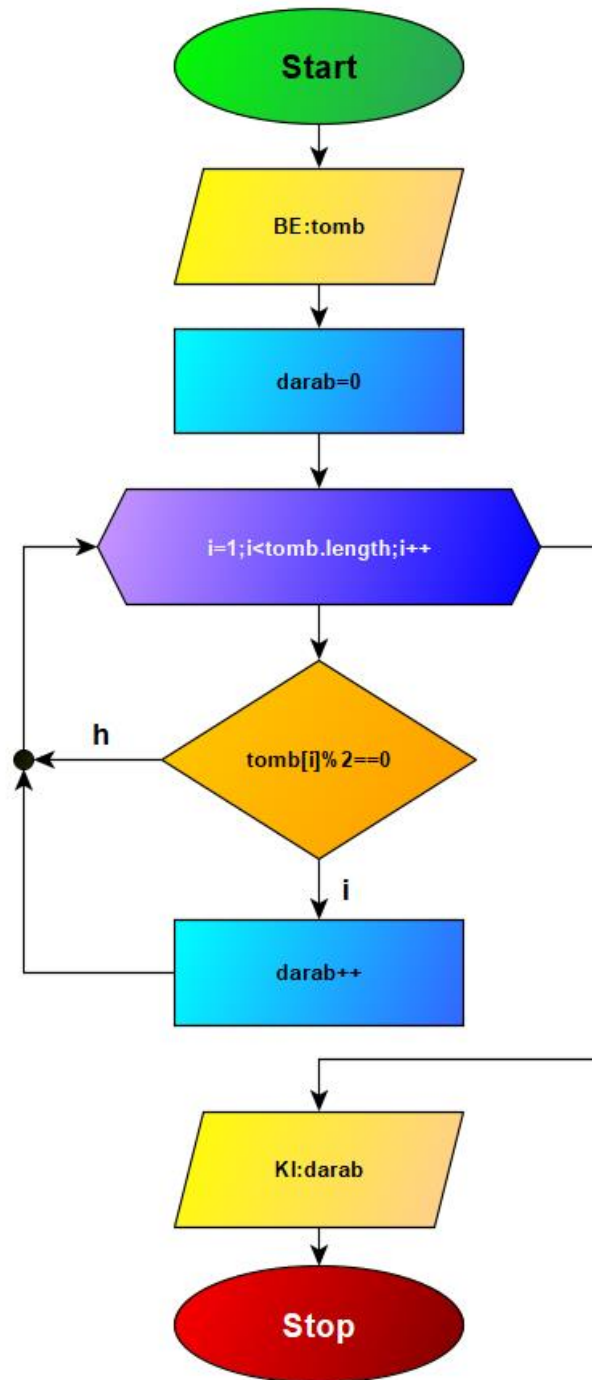 Start
BE:tomb
darab=0
i=1;i<tomb.length;i++
tomb[i]%2==0
h
i
darab++
KI:darab
Stop